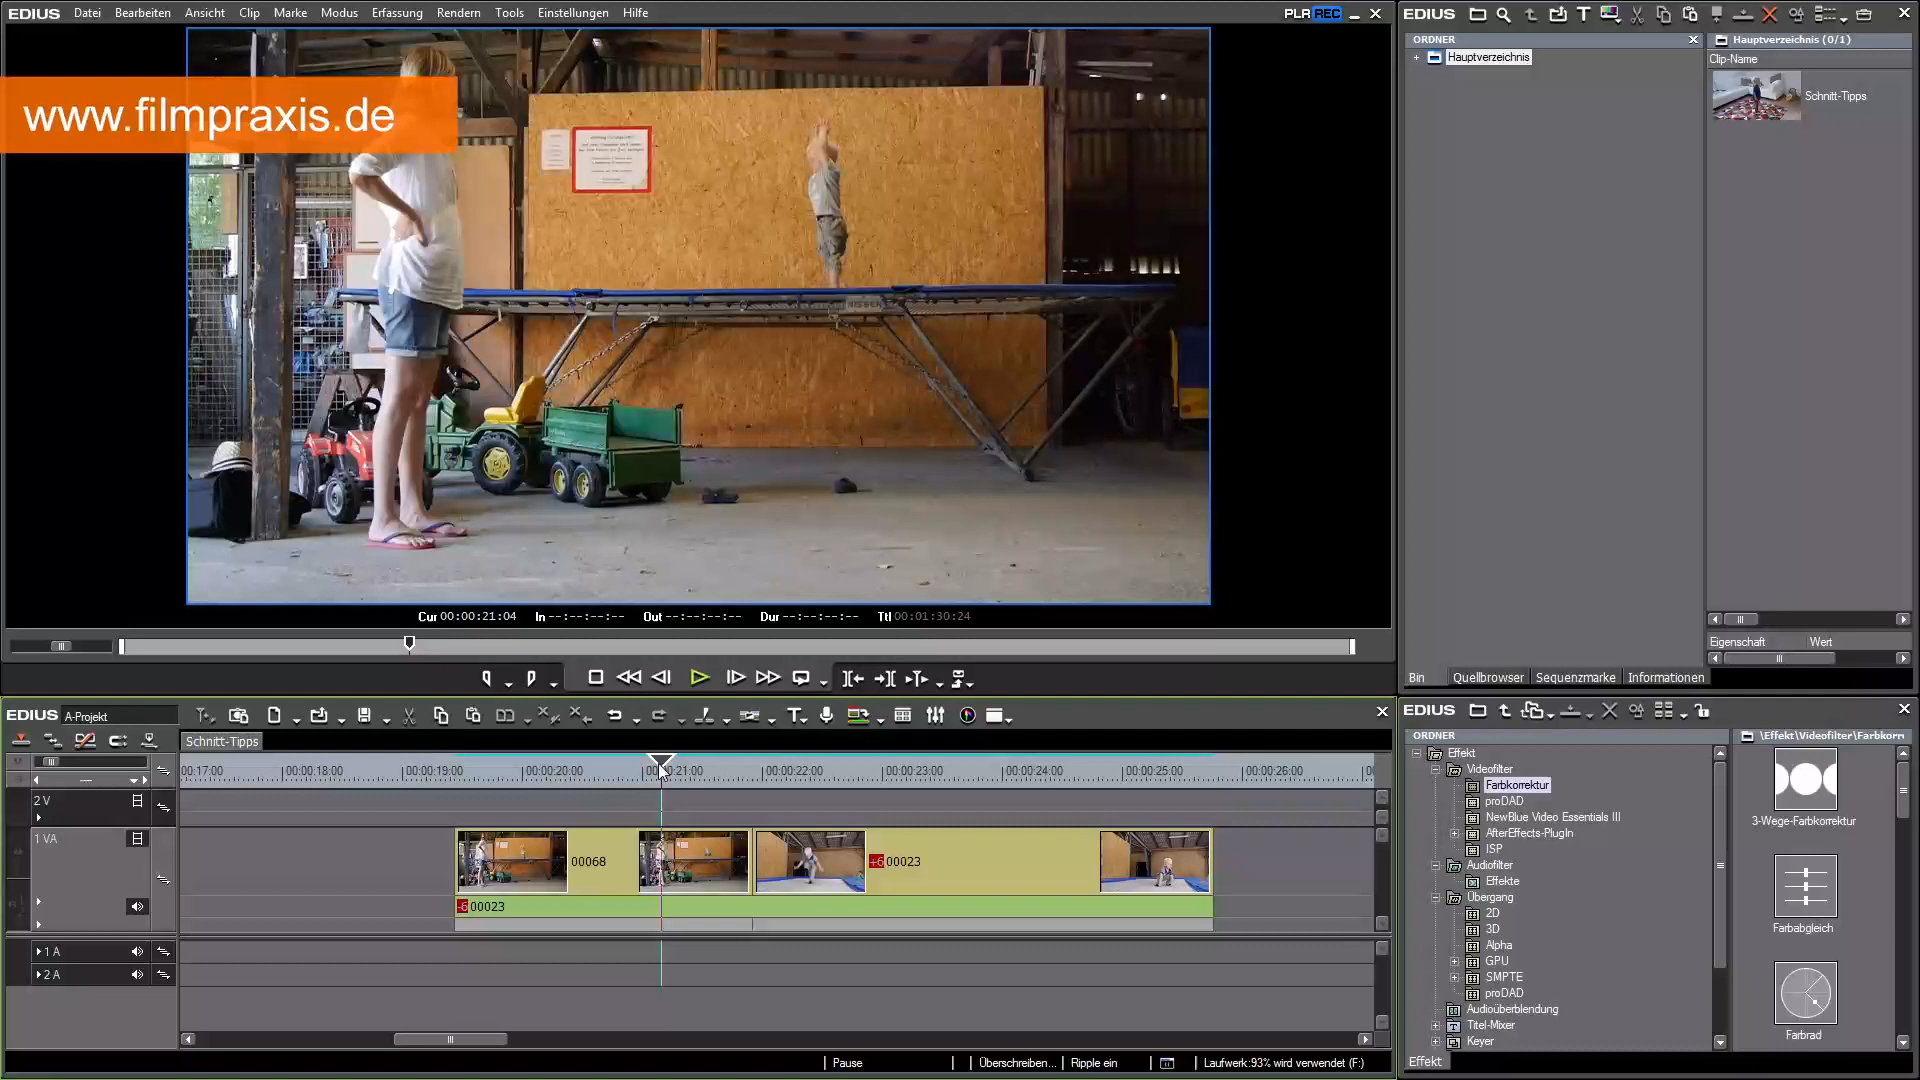 EDIUS Datei Bearbeiten Ansicht Clip Marke Modus Erfassung Rendern Tools Einstellungen Hilfe PLR REC
www.filmpraxis.de
Cur 00:00:21:04 In --:--:--:-- Out --:--:--:-- Dur --:--:--:-- Ttl 00:01:30:24
EDIUS
ORDNER
Hauptverzeichnis
Hauptverzeichnis (0/1)
Clip-Name
Schnitt-Tipps
Eigenschaft Wert
Bin Quellbrowser Sequenzmarke Informationen
EDIUS A-Projekt
Schnitt-Tipps
00:17:00 00:00:18:00 00:00:19:00 00:00:20:00 00:00:21:00 00:00:22:00 00:00:23:00 00:00:24:00 00:00:25:00 00:00:26:00
2 V
1 VA
00068 +6 00023
-6 00023
1 A
2 A
Pause Überschreiben... Ripple ein Laufwerk:93% wird verwendet (F:)
EDIUS
ORDNER
Effekt
Videofilter
Farbkorrektur
proDAD
NewBlue Video Essentials III
AfterEffects-PlugIn
ISP
Audiofilter
Effekte
Übergang
2D
3D
Alpha
GPU
SMPTE
proDAD
Audioüberblendung
Titel-Mixer
Keyer
Effekt
\Effekt\Videofilter\Farbkorr
3-Wege-Farbkorrektur
Farbabgleich
Farbrad